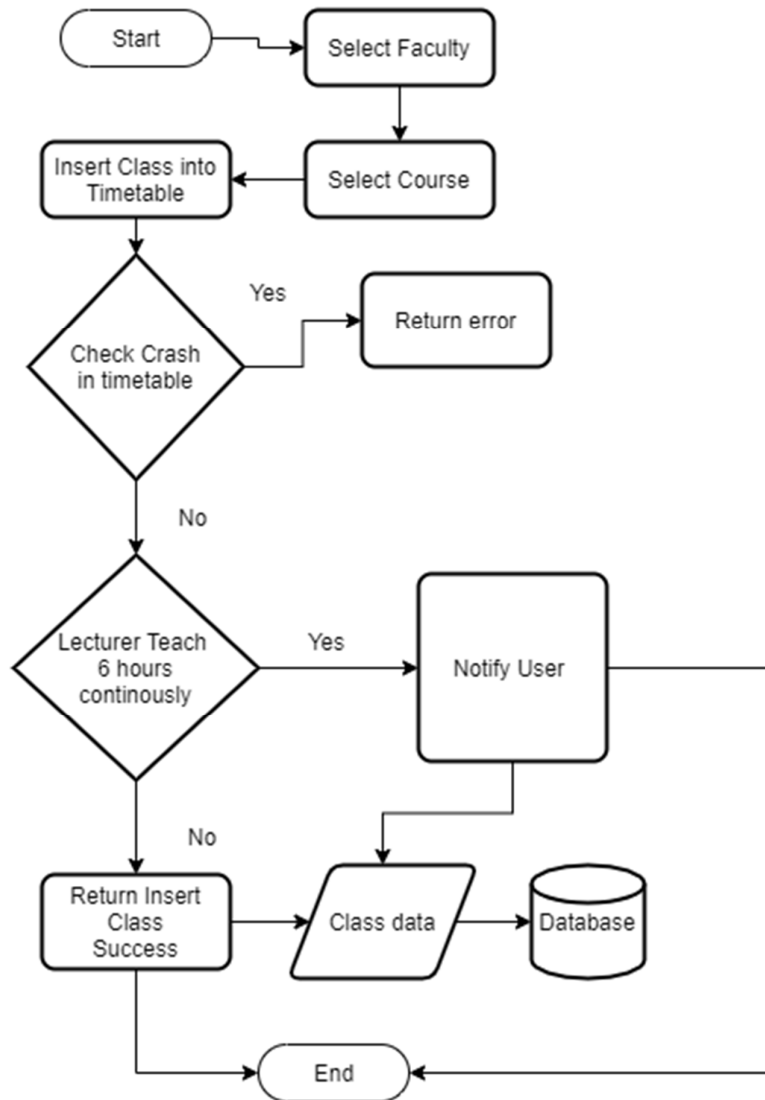 Start
Select Faculty
Insert Class into
Timetable
Select Course
Yes
Return error
Check Crash
in timetable
No
Lecturer Teach
6 hours
continously
Yes
Notify User
No
Return Insert
Class
Success
Class data
Database
End